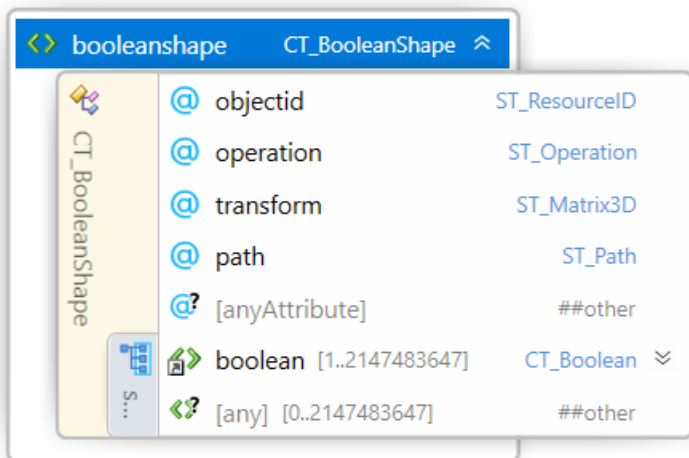 booleanshape CT_BooleanShape
CT_BooleanShape
@ objectid ST_ResourceID
@ operation ST_Operation
@ transform ST_Matrix3D
@ path ST_Path
@? [anyAttribute] ##other
boolean [1..2147483647] CT_Boolean
S...
[any] [0..2147483647] ##other